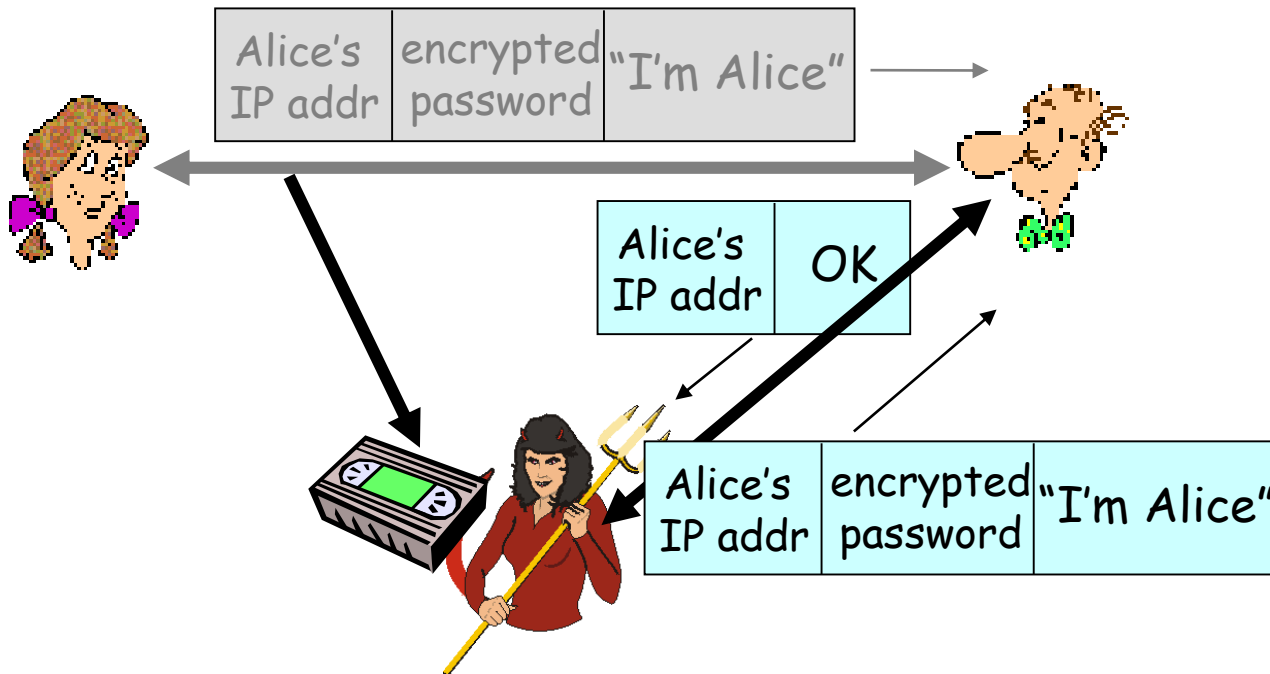 Alice’s
IP addr
encrypted
password
“I’m Alice”
Alice’s
IP addr
OK
Alice’s
IP addr
encrypted
password
“I’m Alice”